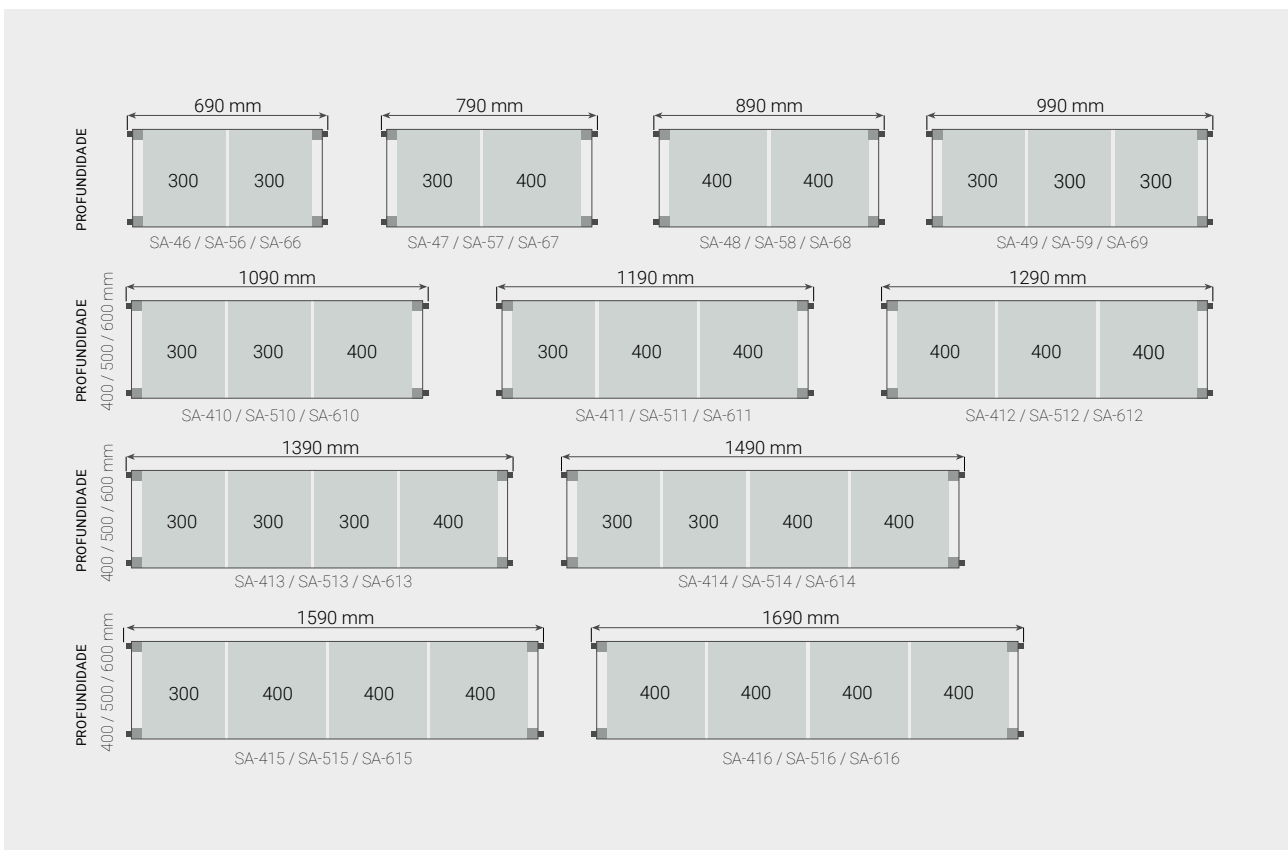 690 mm
790 mm
890 mm
990 mm
PROFUNDIDADE
300 300
300 400
400 400
300 300 300
SA-46 / SA-56 / SA-66
SA-47 / SA-57 / SA-67
SA-48 / SA-58 / SA-68
SA-49 / SA-59 / SA-69
1090 mm
1190 mm
1290 mm
PROFUNDIDADE
400 / 500 / 600 mm
300 300 400
300 400 400
400 400 400
SA-410 / SA-510 / SA-610
SA-411 / SA-511 / SA-611
SA-412 / SA-512 / SA-612
1390 mm
1490 mm
PROFUNDIDADE
400 / 500 / 600 mm
300 300 300 400
300 300 400 400
SA-413 / SA-513 / SA-613
SA-414 / SA-514 / SA-614
1590 mm
1690 mm
PROFUNDIDADE
400 / 500 / 600 mm
300 400 400 400
400 400 400 400
SA-415 / SA-515 / SA-615
SA-416 / SA-516 / SA-616